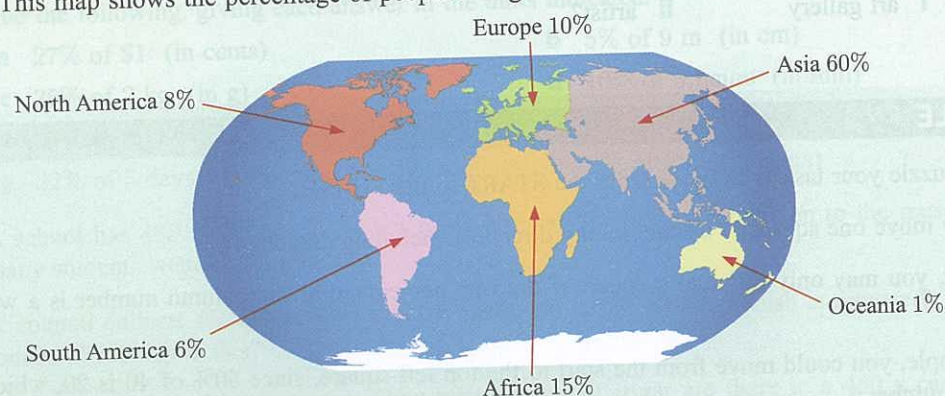 This map shows the percentage of
Europe 10%
Asia 60%
North America 8%
Oceania 1%
South America 6%
Africa 15%